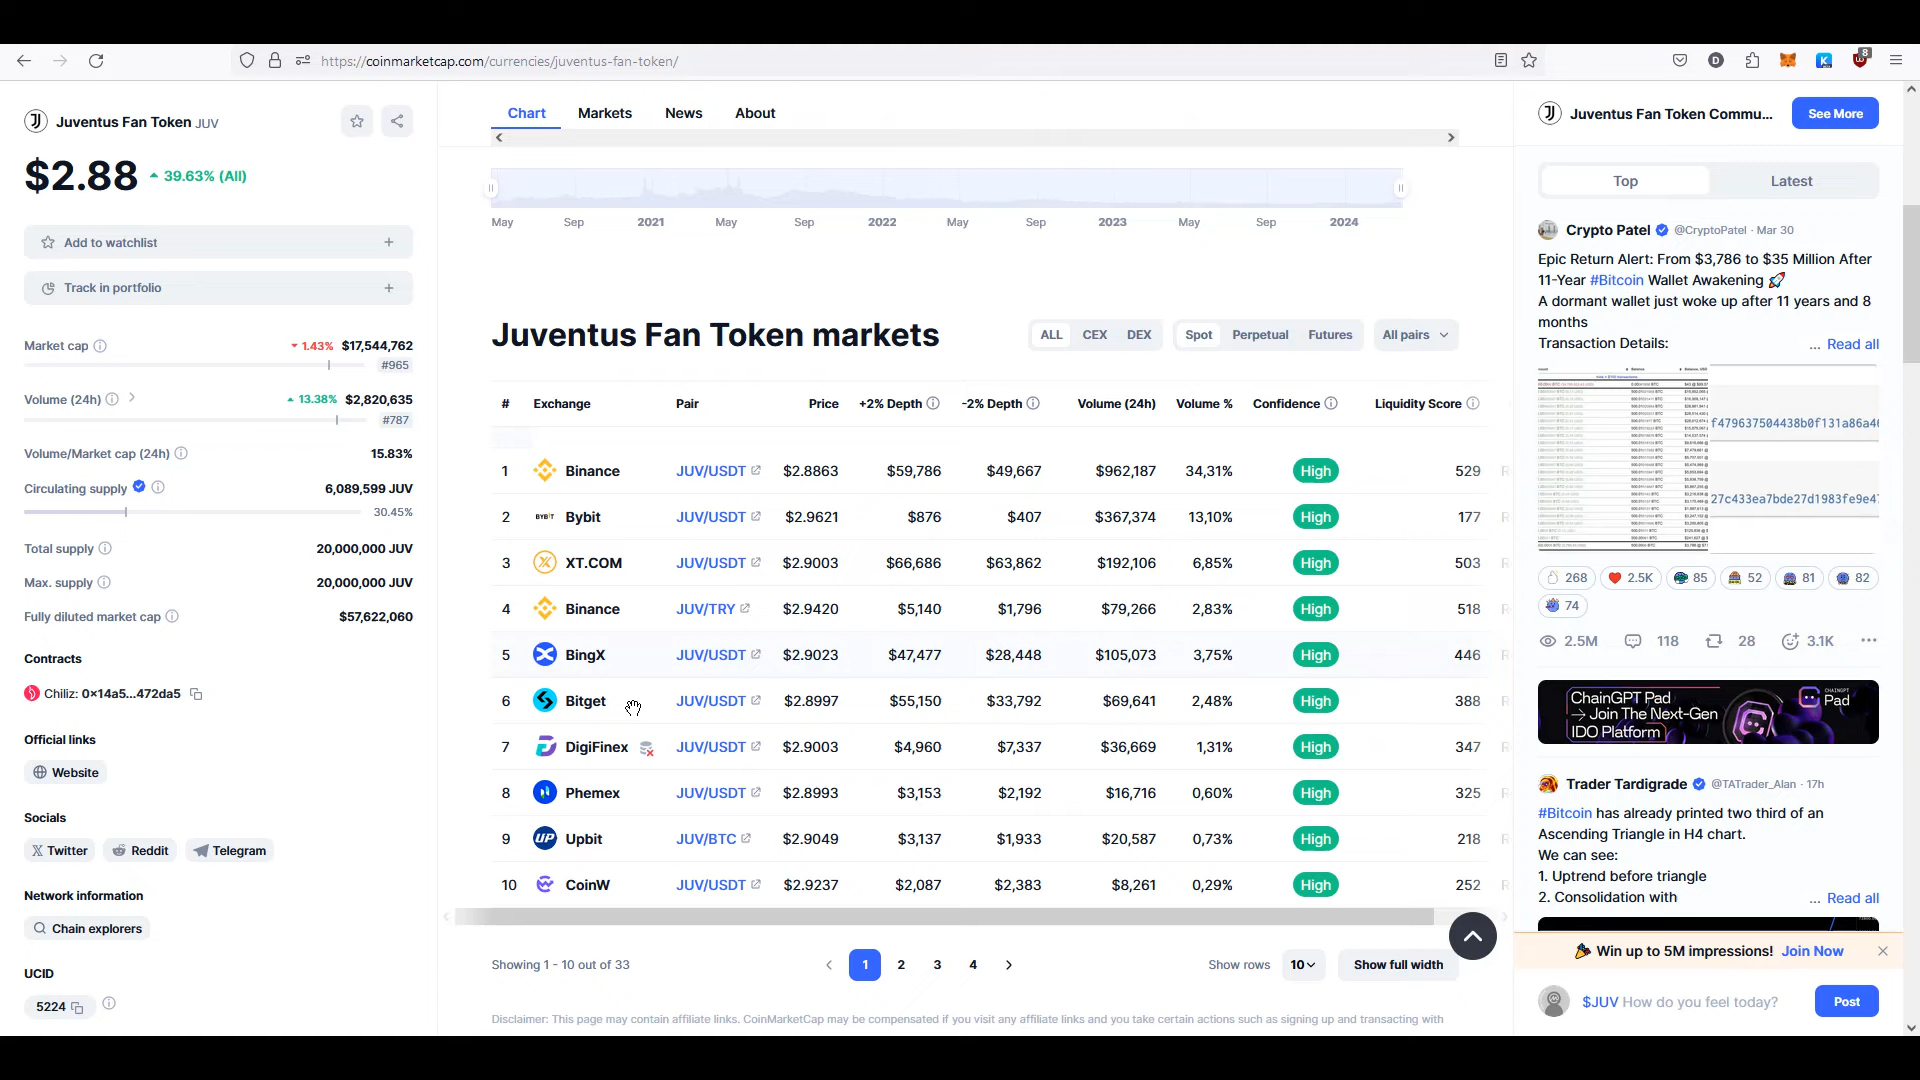 https://coinmarketcap.com/currencies/juventus-fan-token/
8
Juventus Fan Token JUV
$2.88 39.63% (All)
Add to watchlist +
Track in portfolio +
Market cap 1.43% $17,544,762
#965
Volume (24h) 13.38% $2,820,635
#787
Volume/Market cap (24h) 15.83%
Circulating supply 6,089,599 JUV
30.45%
Total supply 20,000,000 JUV
Max. supply 20,000,000 JUV
Fully diluted market cap $57,622,060
Contracts
Chiliz: 0x14a5...472da5
Official links
Website
Socials
Twitter Reddit Telegram
Network information
Chain explorers
UCID
5224
Chart Markets News About
May Sep 2021 May Sep 2022 May Sep 2023 May Sep 2024
Juventus Fan Token markets
ALL CEX DEX Spot Perpetual Futures All pairs
# Exchange Pair Price +2% Depth -2% Depth Volume (24h) Volume % Confidence Liquidity Score
1 Binance JUV/USDT $2.8863 $59,786 $49,667 $962,187 34,31% High 529
2 BYBIT Bybit JUV/USDT $2.9621 $876 $407 $367,374 13,10% High 177
3 XT.COM JUV/USDT $2.9003 $66,686 $63,862 $192,106 6,85% High 503
4 Binance JUV/TRY $2.9420 $5,140 $1,796 $79,266 2,83% High 518
5 BingX JUV/USDT $2.9023 $47,477 $28,448 $105,073 3,75% High 446
6 Bitget JUV/USDT $2.8997 $55,150 $33,792 $69,641 2,48% High 388
7 DigiFinex JUV/USDT $2.9003 $4,960 $7,337 $36,669 1,31% High 347
8 Phemex JUV/USDT $2.8993 $3,153 $2,192 $16,716 0,60% High 325
9 UP Upbit JUV/BTC $2.9049 $3,137 $1,933 $20,587 0,73% High 218
10 CoinW JUV/USDT $2.9237 $2,087 $2,383 $8,261 0,29% High 252
Showing 1 - 10 out of 33 1 2 3 4 Show rows 10 Show full width
Disclaimer: This page may contain affiliate links. CoinMarketCap may be compensated if you visit any affiliate links and you take certain actions such as signing up and transacting with
Juventus Fan Token Commu... See More
Top Latest
Crypto Patel @CryptoPatel · Mar 30
Epic Return Alert: From $3,786 to $35 Million After
11-Year #Bitcoin Wallet Awakening 🚀
A dormant wallet just woke up after 11 years and 8
months
Transaction Details: ... Read all
f479637504438b0f131a86a4
27c433ea7bde27d1983fe9e47
268 2.5K 85 52 81 82
74
2.5M 118 28 3.1K
ChainGPT Pad
→ Join The Next-Gen
IDO Platform
CHAINGPT
Pad
Trader Tardigrade @TATrader_Alan · 17h
#Bitcoin has already printed two third of an
Ascending Triangle in H4 chart.
We can see:
1. Uptrend before triangle
2. Consolidation with ... Read all
Win up to 5M impressions! Join Now
$JUV How do you feel today? Post